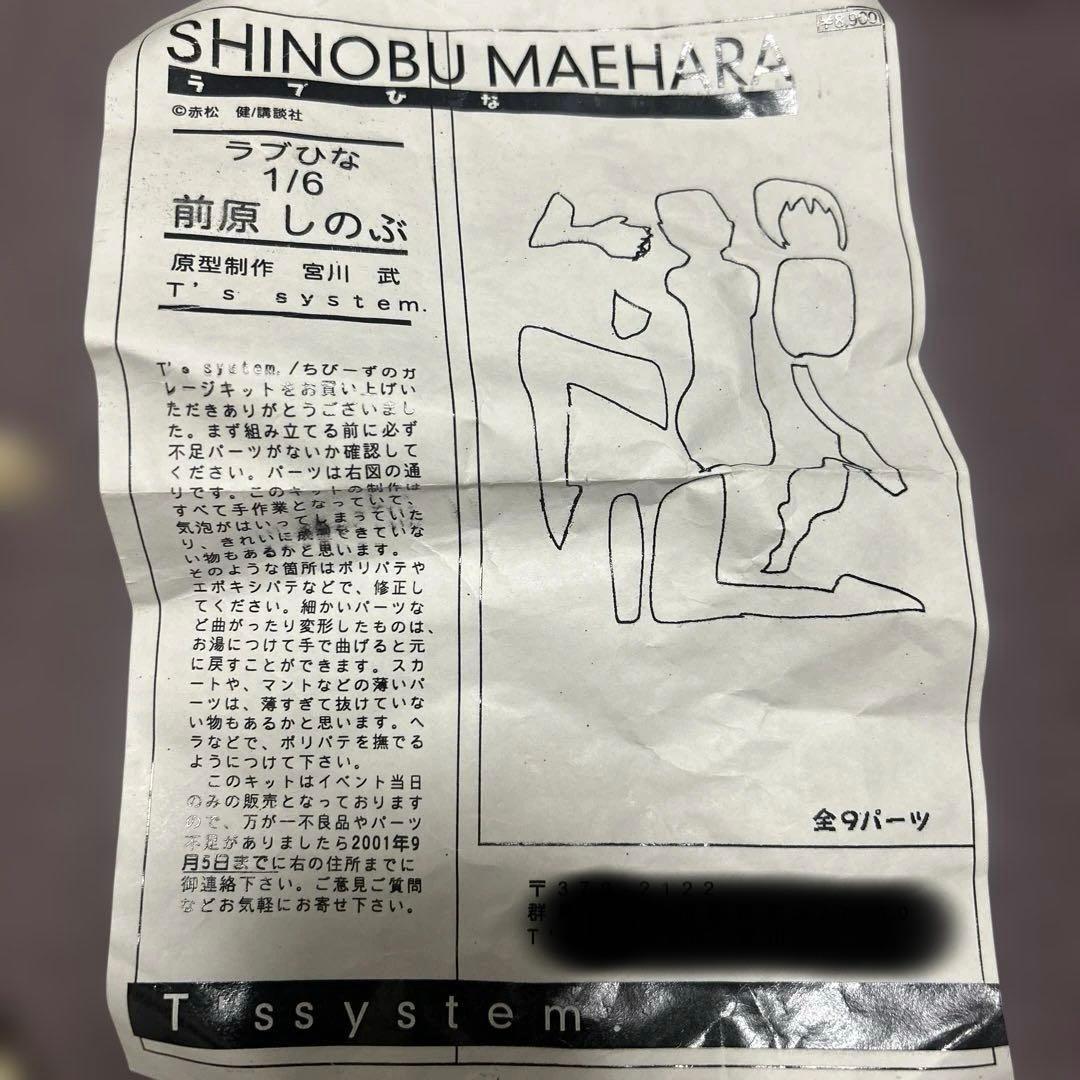 ¥8,900
SHINOBU MAEHARA
ラブひな
©赤松 健/講談社
ラブひな
1/6
前原 しのぶ
原型制作 宮川 武
T's system.
T's system./ちびーずのガ
レージキットをお買い上げい
ただきありがとうございまし
た。まず組み立てる前に必ず
不足パーツがないか確認して
ください。パーツは右図の通
りです。このキットの制作は
すべて手作業となっていて、
気泡がはいってしまうていた
り、きれいに成型できていな
い物もあるかと思います。
そのような箇所はポリパテや
エポキシパテなどで、修正し
てください。細かいパーツな
ど曲がったり変形したものは、
お湯につけて手で曲げると元
に戻すことができます。スカ
ートや、マントなどの薄いパ
ーツは、薄すぎて抜けていな
い物もあるかと思います。ヘ
ラなどで、ポリパテを撫でる
ようにつけて下さい。
このキットはイベント当日
のみの販売となっております
ので、万が一不良品やパーツ
不足がありましたら2001年9
月5日までに右の住所までに
御連絡下さい。ご意見ご質問
などお気軽にお寄せ下さい。
全9パーツ
〒37 2122
群
T'
T'ssystem.